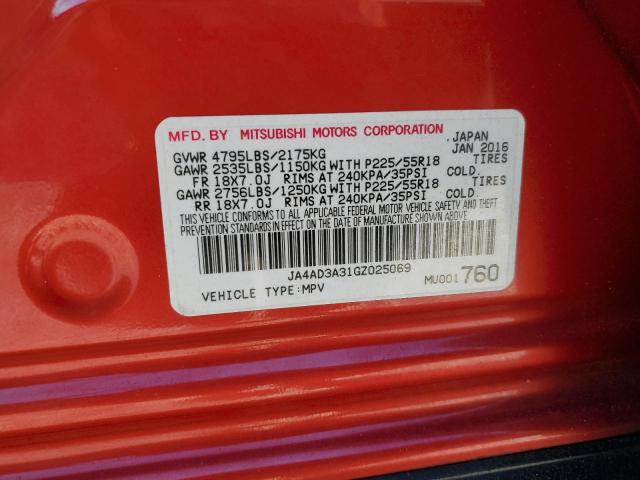 MFD. BY MITSUBISHI MOTORS CORPORATION . JAPAN
GVWR 4795LBS/2175KG JAN 2016
GAWR 2535LBS/1150KG WITH P225/55R18 TIRES
FR 18X7.0J RIMS AT 240KPA/35PSI COLD.
GAWR 2756LBS/1250KG WITH P225/55R18 TIRES
RR 18X7.0J RIMS AT 240KPA/35PSI COLD.
THIS VEHICLE CONFORMS TO ALL APPLICABLE FEDERAL MOTOR VEHICLE SAFETY AND THEFT
PREVENTION STANDARDS IN EFFECT ON THE DATE OF MANUFACTURE SHOWN ABOVE.
JA4AD3A31GZ025069
VEHICLE TYPE:MPV MU001760